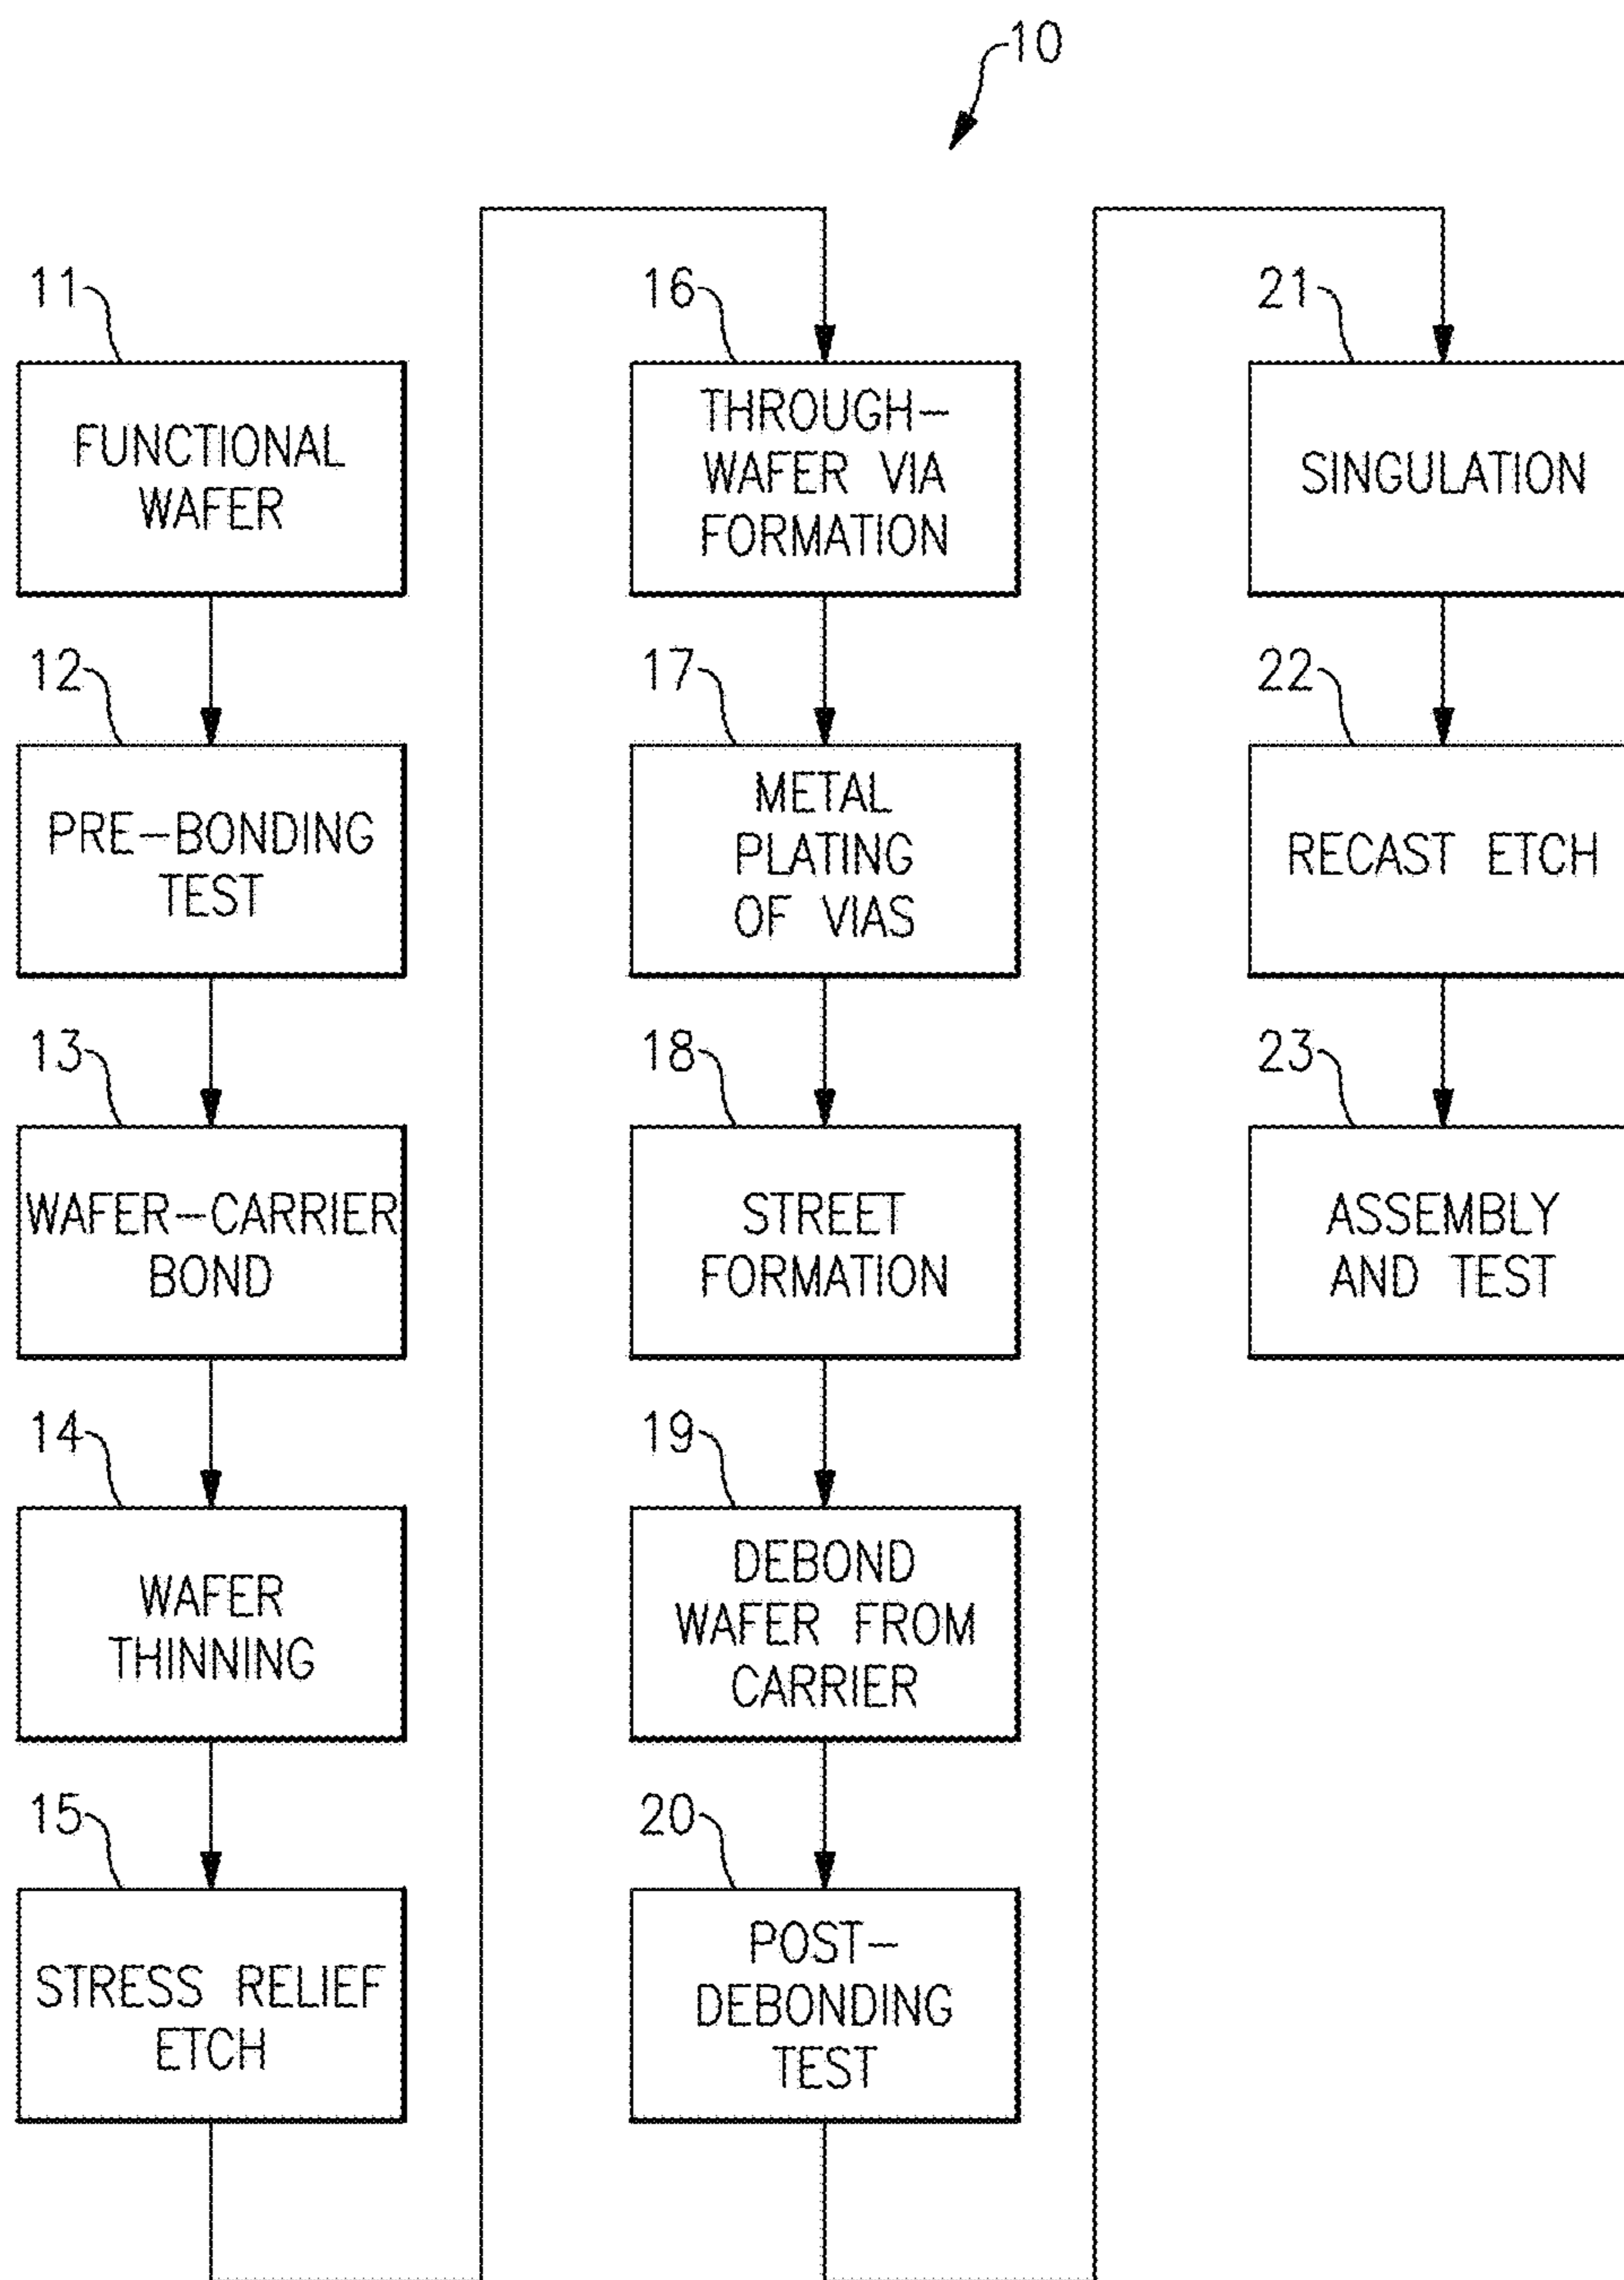 10
11
FUNCTIONAL
WAFER
12
PRE-BONDING
TEST
13
WAFER-CARRIER
BOND
14
WAFER
THINNING
15
STRESS RELIEF
ETCH
16
THROUGH-
WAFER VIA
FORMATION
17
METAL
PLATING
OF VIAS
18
STREET
FORMATION
19
DEBOND
WAFER FROM
CARRIER
20
POST-
DEBONDING
TEST
21
SINGULATION
22
RECAST ETCH
23
ASSEMBLY
AND TEST